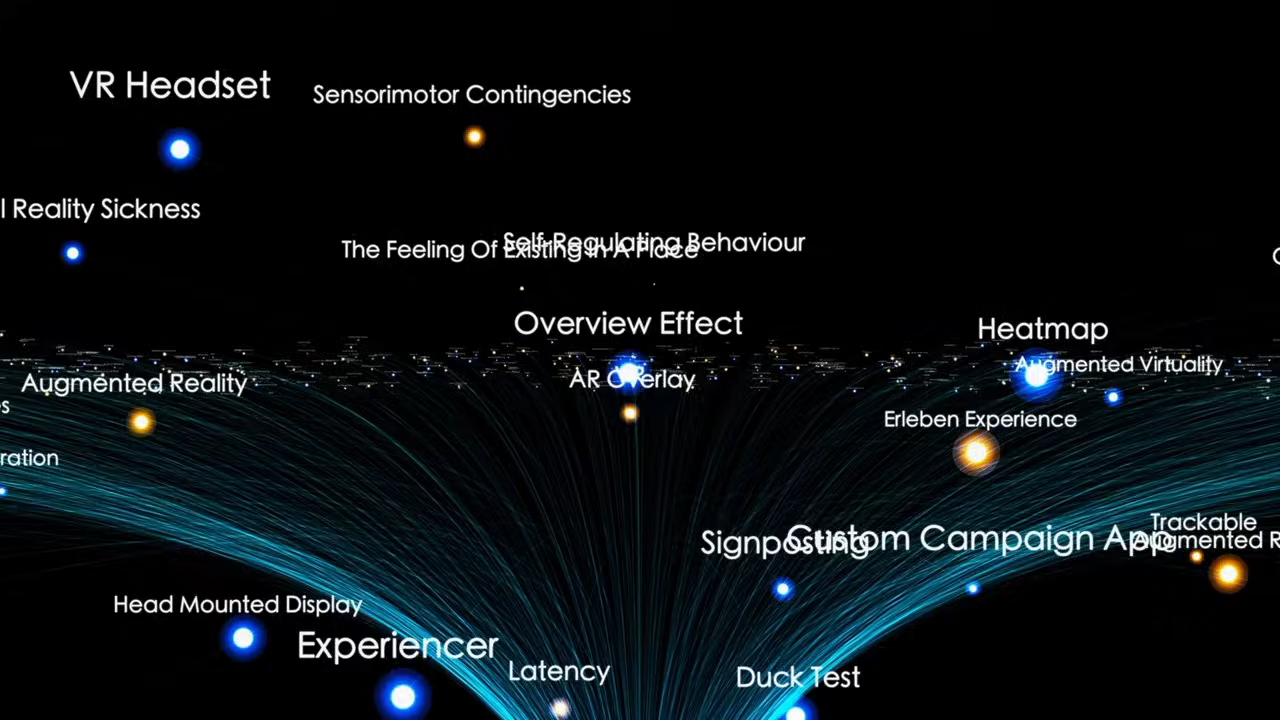 VR Headset
Sensorimotor Contingencies
l Reality Sickness
Self-Regulating Behaviour
The Feeling Of Existing In A Place
Overview Effect
Heatmap
Augmented Virtuality
AR Overlay
Augmented Reality
s
Erleben Experience
ration
Trackable
Signposting
Custom Campaign App
Augmented R
Head Mounted Display
Experiencer
Latency
Duck Test